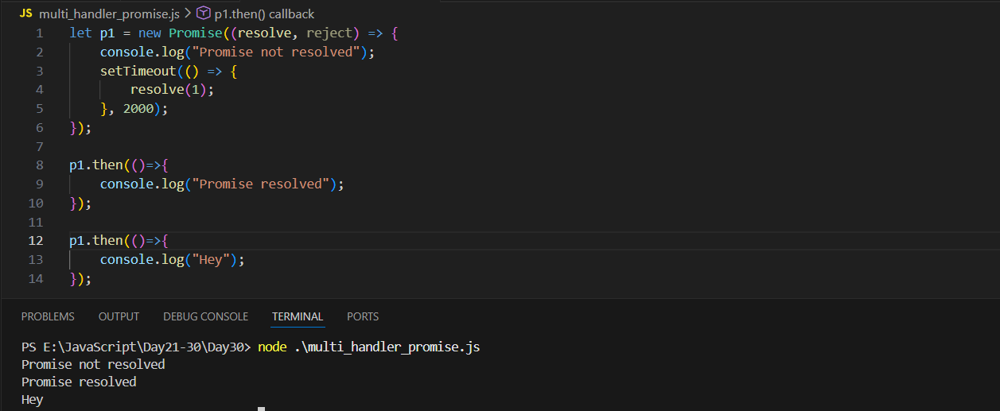 JS multi_handler_promise.js > p1.then() callback
1 let p1 = new Promise((resolve, reject) => {
2     console.log("Promise not resolved");
3     setTimeout(() => {
4         resolve(1);
5     }, 2000);
6 });
7
8 p1.then(()=>{
9     console.log("Promise resolved");
10 });
11
12 p1.then(()=>{
13     console.log("Hey");
14 });
PROBLEMS OUTPUT DEBUG CONSOLE TERMINAL PORTS
PS E:\JavaScript\Day21-30\Day30> node .\multi_handler_promise.js
Promise not resolved
Promise resolved
Hey